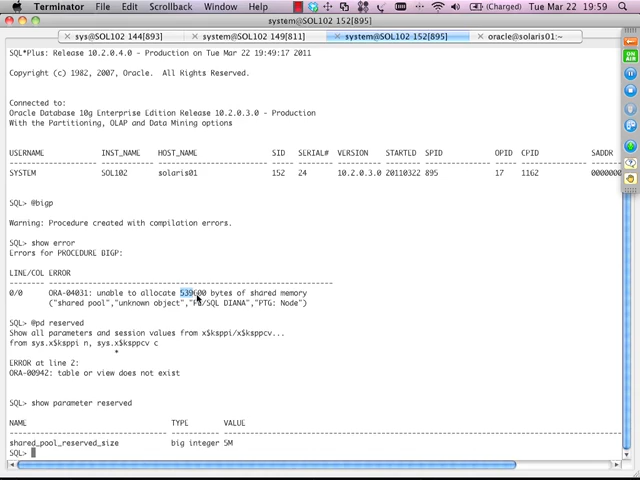 Terminator File Edit Scrollback Window Help (Charged) Tue Mar 22 19:59
system@SOL102 152[895]
sys@SOL102 144[893] system@SOL102 149[811] system@SOL102 152[895] oracle@solaris01:~
SQL*Plus: Release 10.2.0.4.0 - Production on Tue Mar 22 19:49:17 2011
Copyright (c) 1982, 2007, Oracle. All Rights Reserved.
Connected to:
Oracle Database 10g Enterprise Edition Release 10.2.0.3.0 - Production
With the Partitioning, OLAP and Data Mining options
USERNAME INST_NAME HOST_NAME SID SERIAL# VERSION STARTED SPID OPID CPID SADDR
SYSTEM SOL102 solaris01 152 24 10.2.0.3.0 20110322 895 17 1162 0000000
SQL> @bigp
Warning: Procedure created with compilation errors.
SQL> show error
Errors for PROCEDURE BIGP:
LINE/COL ERROR
0/0 ORA-04031: unable to allocate 539600 bytes of shared memory
("shared pool","unknown object","PL/SQL DIANA","PTG: Node")
SQL> @pd reserved
Show all parameters and session values from x$ksppi/x$ksppcv...
from sys.x$ksppi n, sys.x$ksppcv c
*
ERROR at line 2:
ORA-00942: table or view does not exist
SQL> show parameter reserved
NAME TYPE VALUE
shared_pool_reserved_size big integer 5M
SQL>
ON AIR